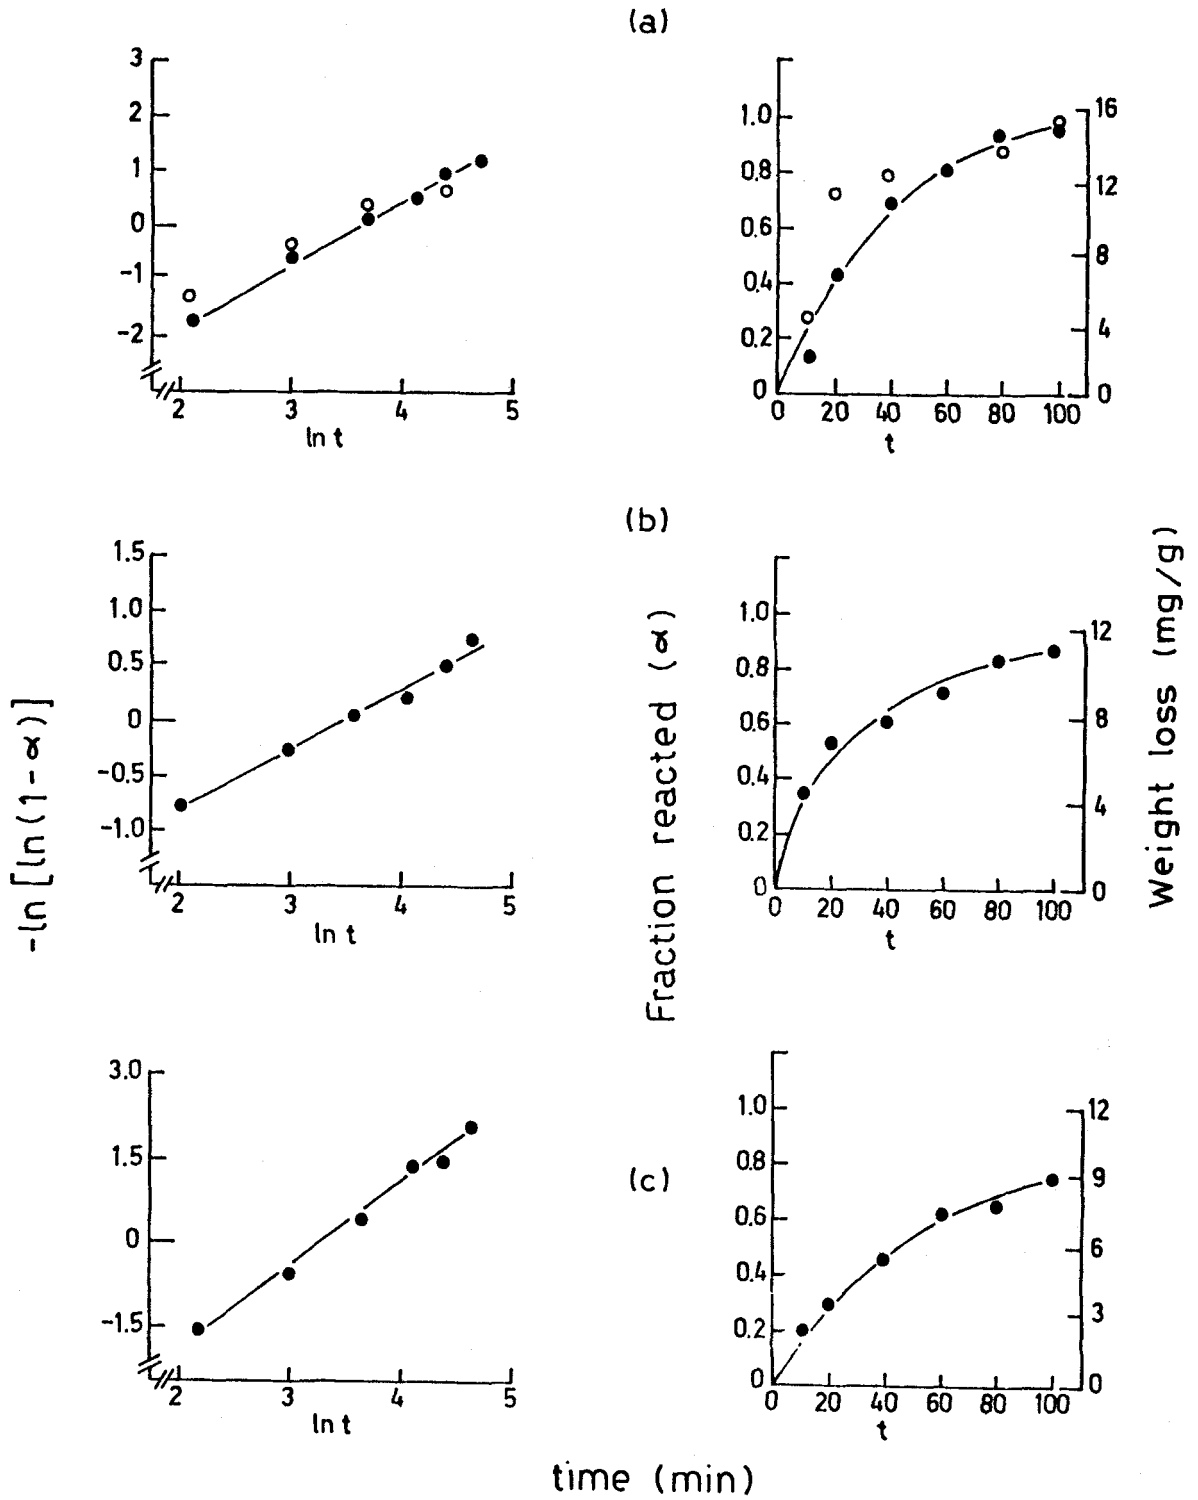 (a)
3
2
1
0
-1
-2
2 3 4 5
ln t
1.0
0.8
0.6
0.4
0.2
0
0 20 40 60 80 100
t
16
12
8
4
0
(b)
1.5
1.0
0.5
0
-0.5
-1.0
2 3 4 5
ln t
1.0
0.8
0.6
0.4
0.2
0
0 20 40 60 80 100
t
12
8
4
0
-ln [ln (1 - α)]
Fraction reacted (α)
Weight loss (mg/g)
(c)
3.0
1.5
0
-1.5
2 3 4 5
ln t
1.0
0.8
0.6
0.4
0.2
0
0 20 40 60 80 100
t
12
9
6
3
0
time (min)